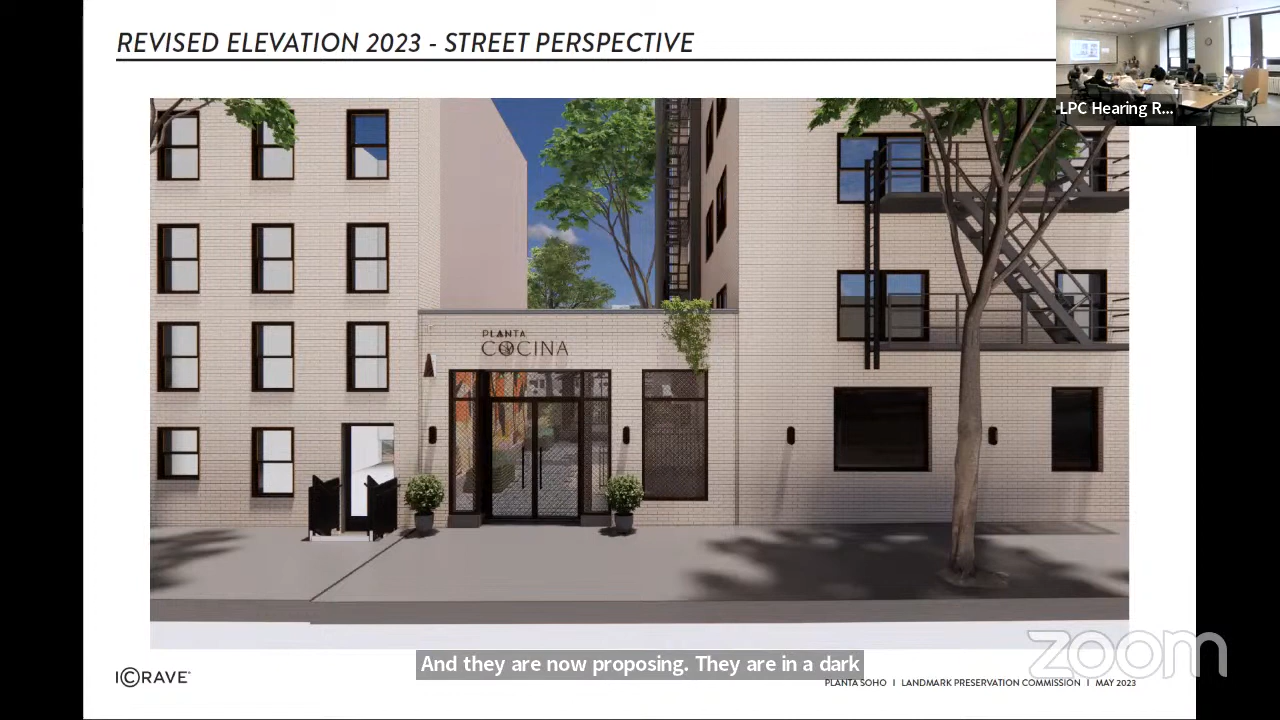 REVISED ELEVATION 2023 - STREET PERSPECTIVE
LPC Hearing R...
PLANTA
COCINA
zoom
And they are now proposing. They are in a dark
ICRAVE
PLANTA SOHO I LANDMARK PRESERVATION COMMISSION I MAY 2023